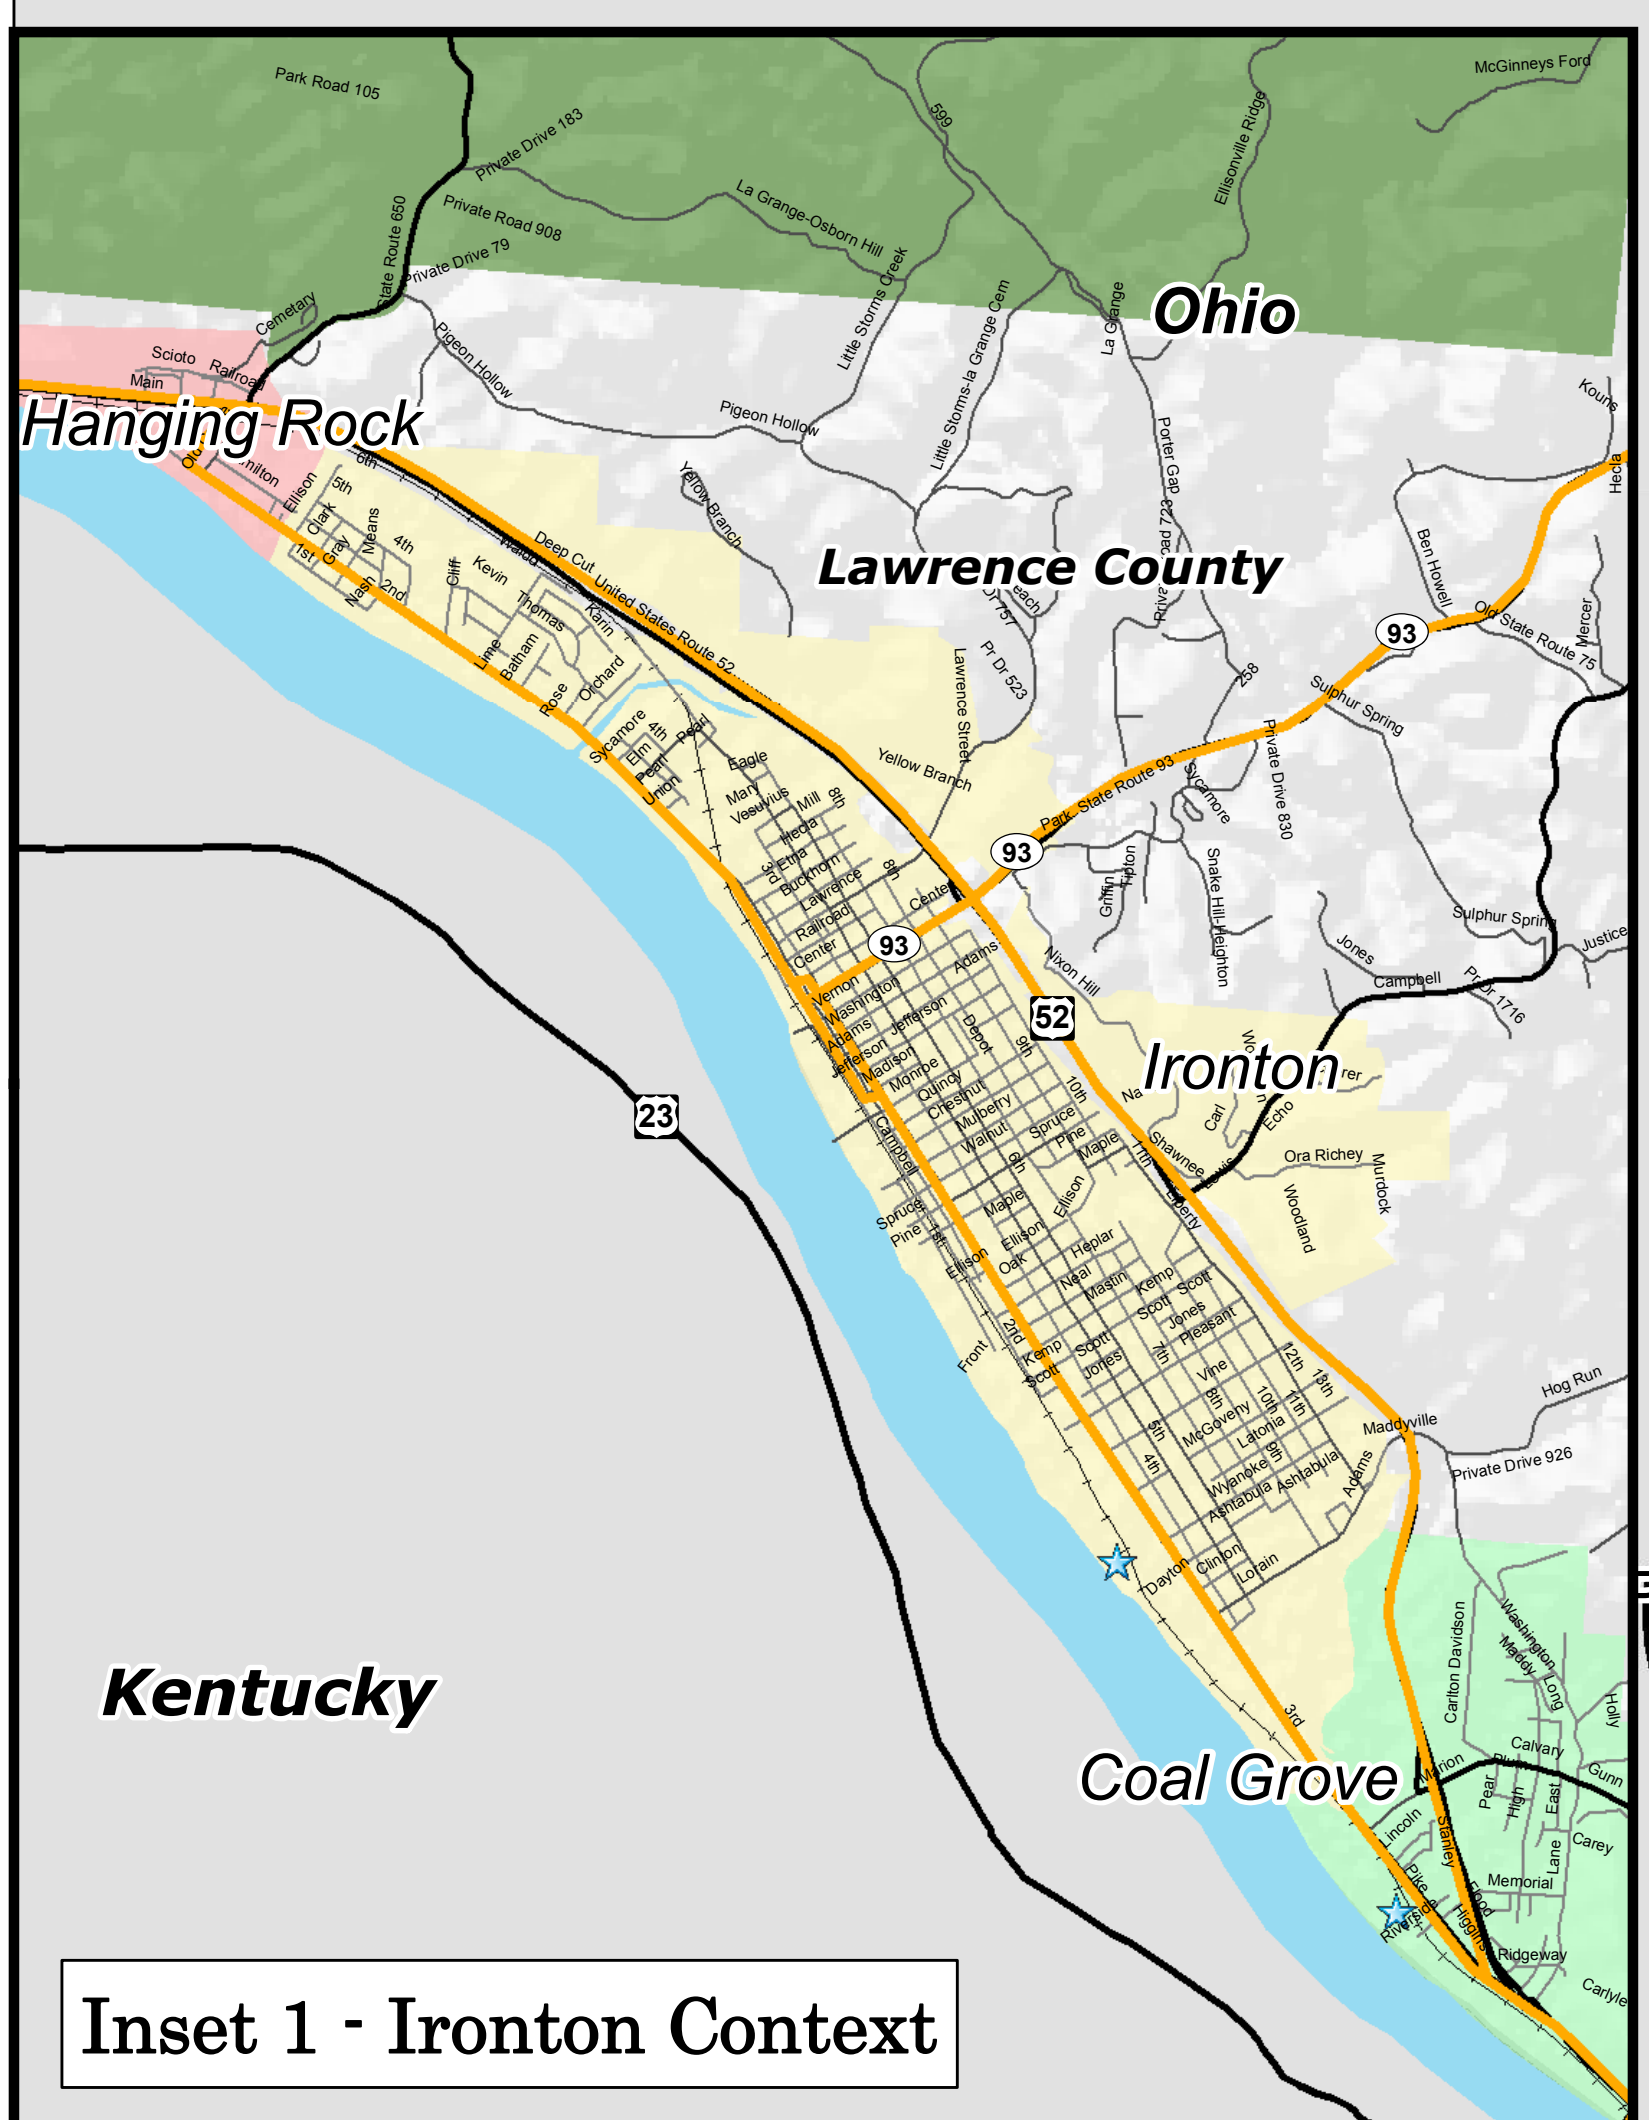 Park Road 105
McGinneys Ford
599
Private Drive 183
Ellisonville Ridge
La Grange-Osborn Hill
Private Road 908
State Route 650
Private Drive 79
Little Storms Creek
Little Storms-la Grange Cem
La Grange
Ohio
Cemetary
Scioto
Railroad
Main
Pigeon Hollow
Pigeon Hollow
Hanging Rock
Kouns
Porter Gap
Hecla
6th
5th
Ellison
Clark
Gray
Means
4th
1st
Nash
2nd
Yellow Branch
Waldo
Deep Cut
United States Route 52
Cliff
Kevin
Thomas
Karin
Lime
Batham
Orchard
Rose
Lawrence County
Ben Howell
93
Old State Route 75
Mercer
Pr Dr 523
258
Sulphur Spring
Lawrence Street
Sycamore
4th
Pearl
Elm
Pearl
Union
Eagle
Yellow Branch
Private Drive 830
Park
State Route 93
Sycamore
Mary
Vesuvius
Mill
8th
Hecla
Etna
3rd
Buckhorn
Lawrence
8th
93
Tipton
Griffin
Snake Hill-Heighton
Center
Railroad
Center
93
Adams
Sulphur Spring
Justice
Jones
Nixon Hill
Campbell
Pr Dr 1716
Vernon
Washington
Adams
Jefferson
Jefferson
Madison
Depot
9th
52
Monroe
Quincy
Chestnut
Mulberry
Walnut
10th
Ironton
Na
Carl
Echo
23
Campbell
Spruce
Pine
Maple
11th
Shawnee
Lewis
Ora Richey
Murdock
Woodland
6th
Ellison
Liberty
Maple
Spruce
Pine
1st
Ellison
Oak
Ellison
Heplar
Neal
Mastin
Kemp
Scott
Scott
Jones
Pleasant
2nd
Front
Kemp
Scott
Scott
Jones
7th
Vine
12th
13th
8th
10th
11th
McGoveny
Latonia
9th
5th
4th
Wyanoke
Ashtabula
Ashtabula
Adams
Maddyville
Hog Run
Private Drive 926
Dayton
Clinton
Lorain
Carlton Davidson
Washington
Maddy
Long
Holly
3rd
Kentucky
Coal Grove
Marion
Plum
Calvary
Gunn
Pear
High
East
Lincoln
Stanley
Lane
Carey
Pike
Memorial
Flood
Riverside
Higgins
Ridgeway
Carlyle
Inset 1 - Ironton Context